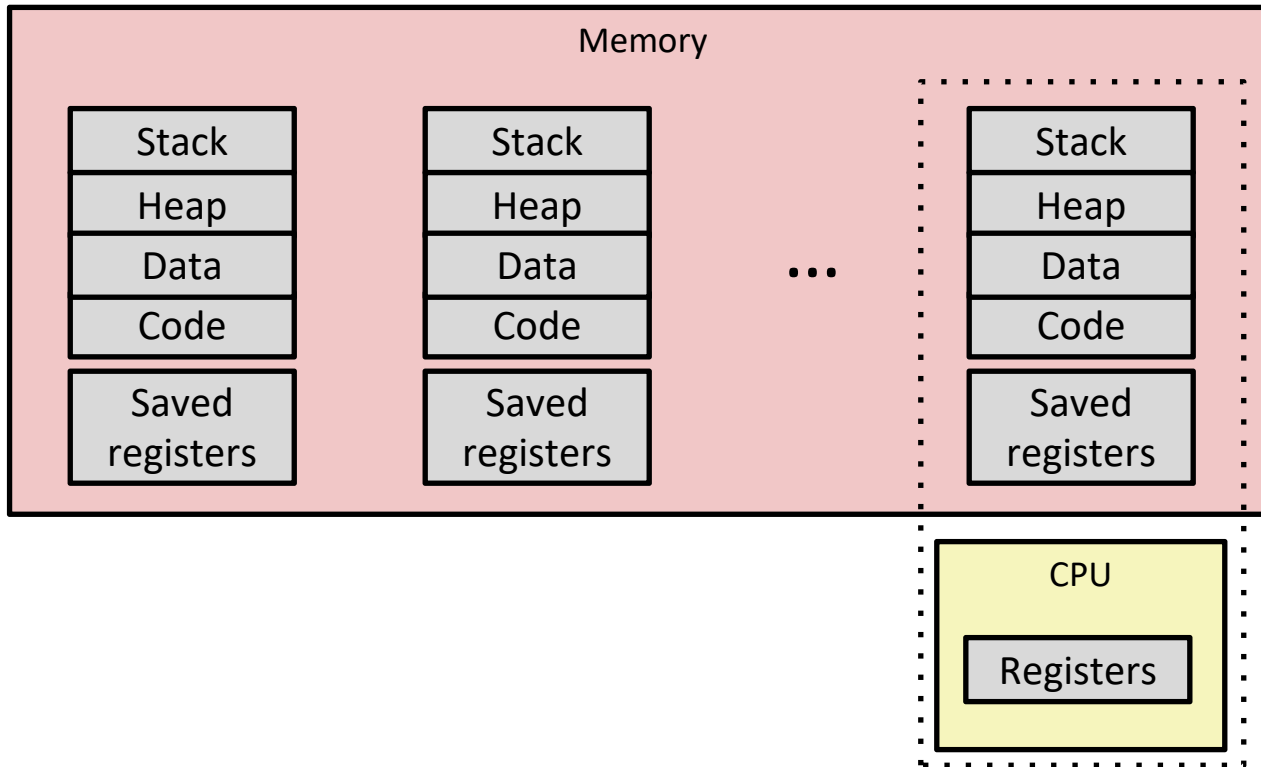 Memory
Stack
Heap
Data
Code
Saved
registers
Stack
Heap
Data
Code
Saved
registers
...
Stack
Heap
Data
Code
Saved
registers
CPU
Registers